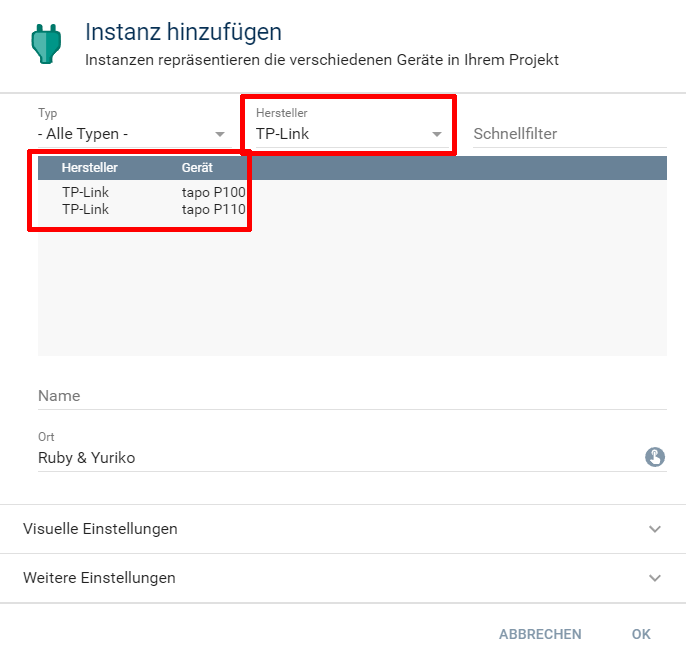 Instanz hinzufügen
Instanzen repräsentieren die verschiedenen Geräte in Ihrem Projekt
Typ Hersteller
- Alle Typen - TP-Link Schnellfilter
Hersteller Gerät
TP-Link tapo P100
TP-Link tapo P110
Name
Ort
Ruby & Yuriko
Visuelle Einstellungen
Weitere Einstellungen
ABBRECHEN OK